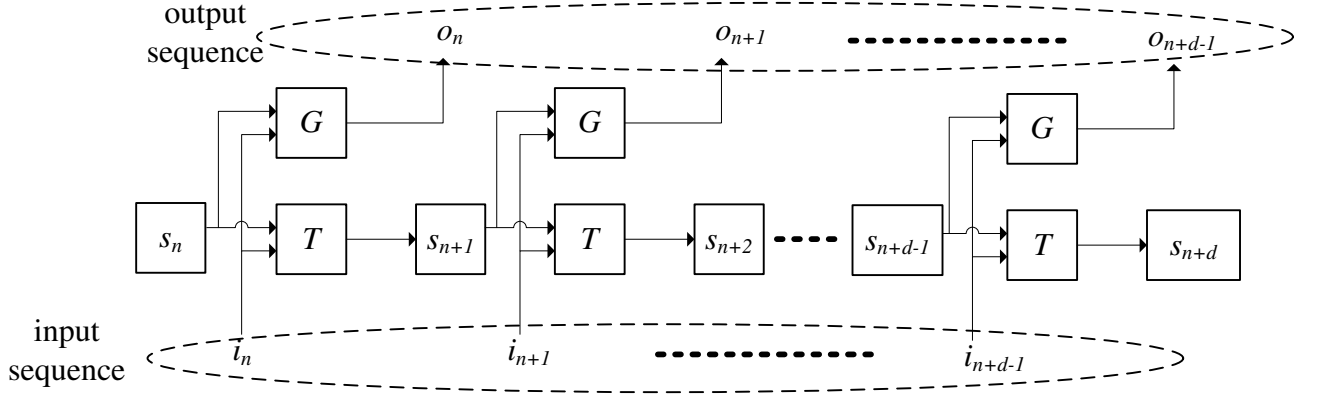 output
sequence
o_n
o_{n+1}
o_{n+d-1}
G
G
G
s_n
T
s_{n+1}
T
s_{n+2}
s_{n+d-1}
T
s_{n+d}
input
sequence
i_n
i_{n+1}
i_{n+d-1}